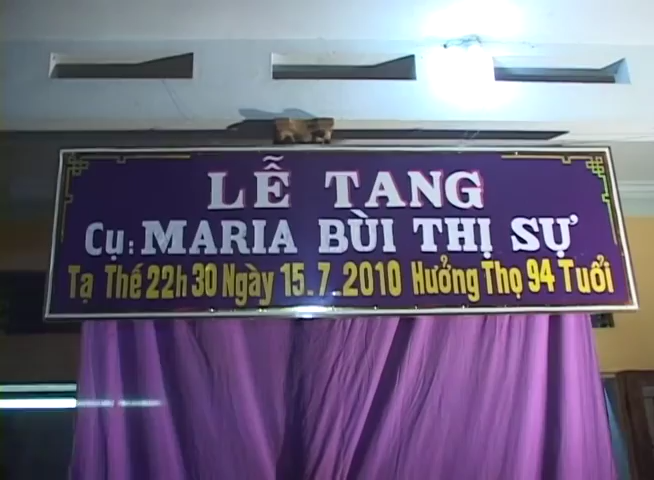 LỄ TANG
Cụ: MARIA BÙI THỊ SỰ
Tạ Thế 22h 30 Ngày 15.7.2010 Hưởng Thọ 94 Tuổi